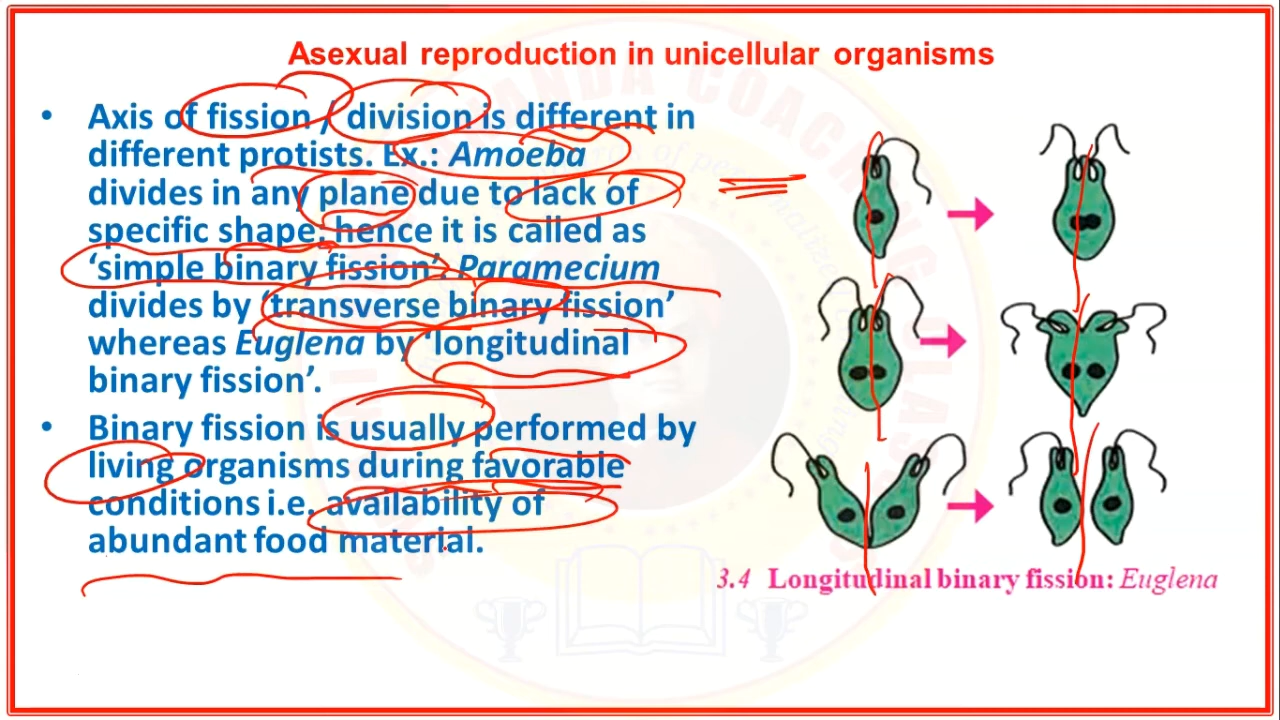 Asexual reproduction in unicellular organisms
• Axis of fission / division is different in
different protists. Ex.: Amoeba
divides in any plane due to lack of
specific shape; hence it is called as
‘simple binary fission’. Paramecium
divides by ‘transverse binary fission’
whereas Euglena by ‘longitudinal
binary fission’.
• Binary fission is usually performed by
living organisms during favorable
conditions i.e. availability of
abundant food material.
3.4 Longitudinal binary fission: Euglena